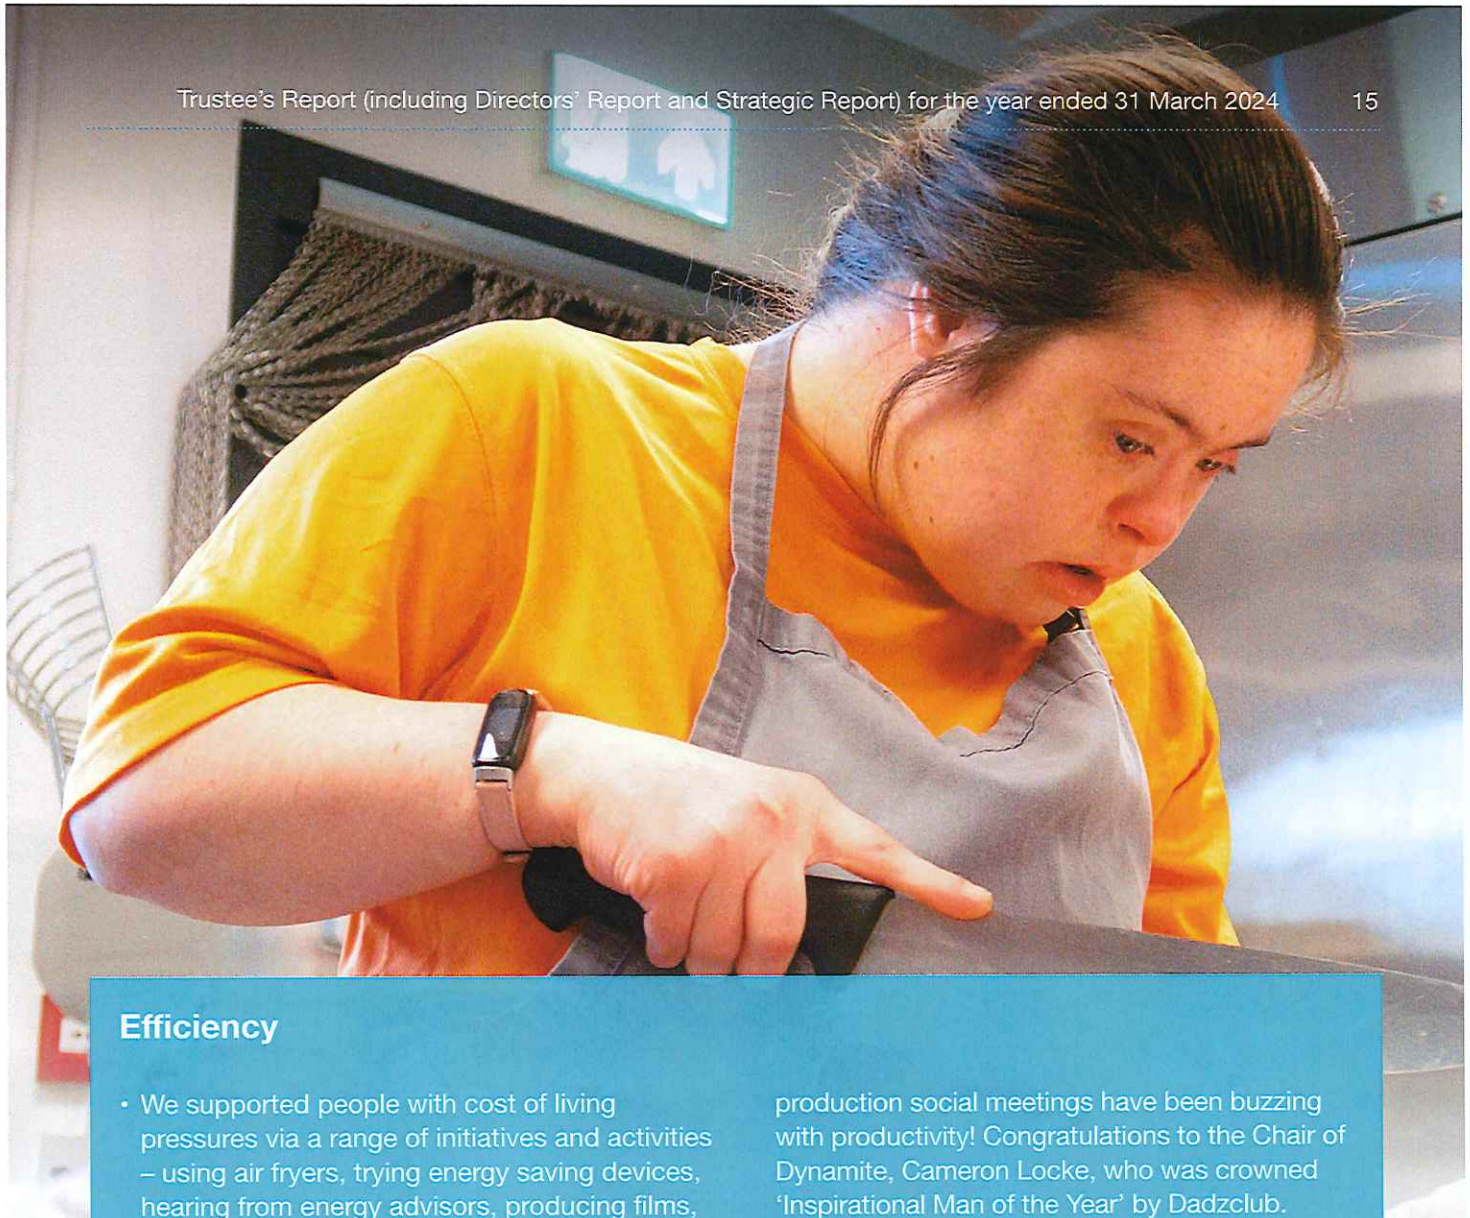 Trustee's Report (including Directors' Report and Strategic Report) for the year ended 31 March 2024 15
Efficiency
• We supported people with cost of living
pressures via a range of initiatives and activities
– using air fryers, trying energy saving devices,
hearing from energy advisors, producing films,
production social meetings have been buzzing
with productivity! Congratulations to the Chair of
Dynamite, Cameron Locke, who was crowned
‘Inspirational Man of the Year’ by Dadzclub.